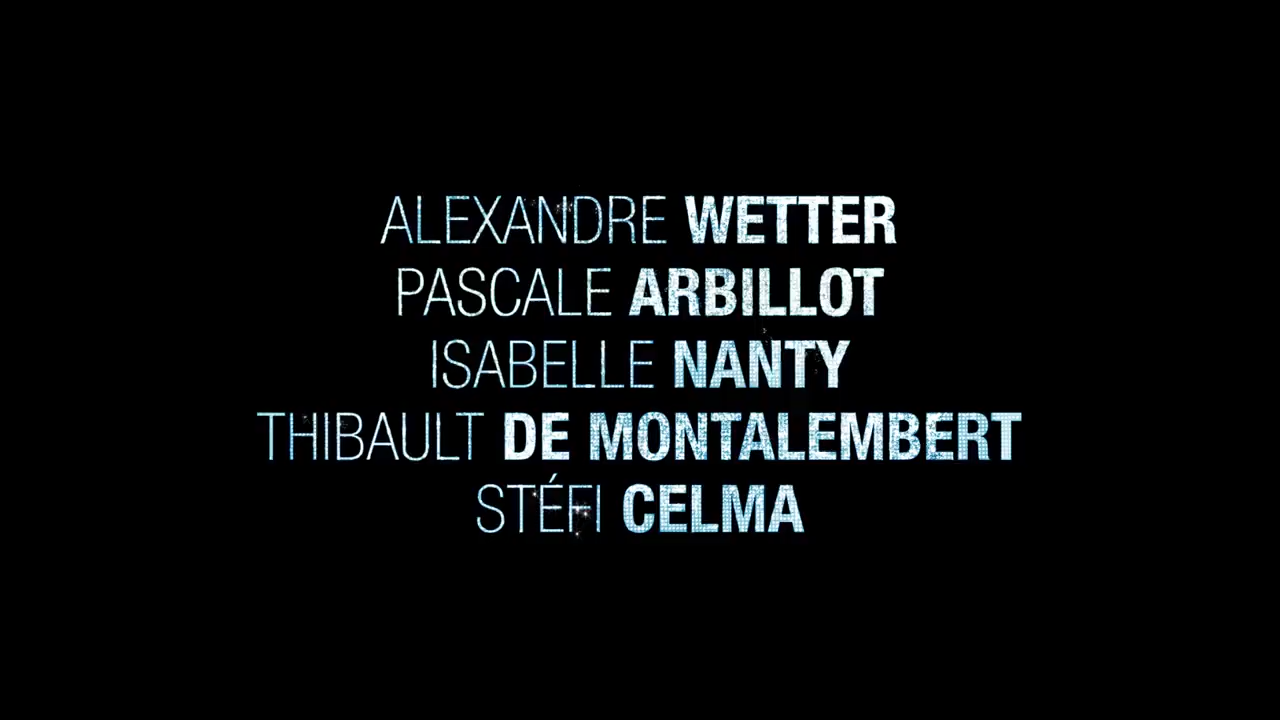 ALEXANDRE WETTER
PASCALE ARBILLOT
ISABELLE NANTY
THIBAULT DE MONTALEMBERT
STÉFI CELMA